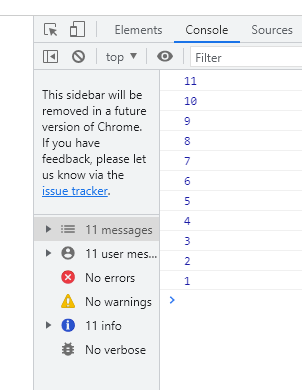 Elements Console Sources
top ▼ Filter
This sidebar will be
removed in a future
version of Chrome.
If you have
feedback, please let
us know via the
issue tracker.
11 messages
11 user mes...
No errors
No warnings
11 info
No verbose
11
10
9
8
7
6
5
4
3
2
1
>